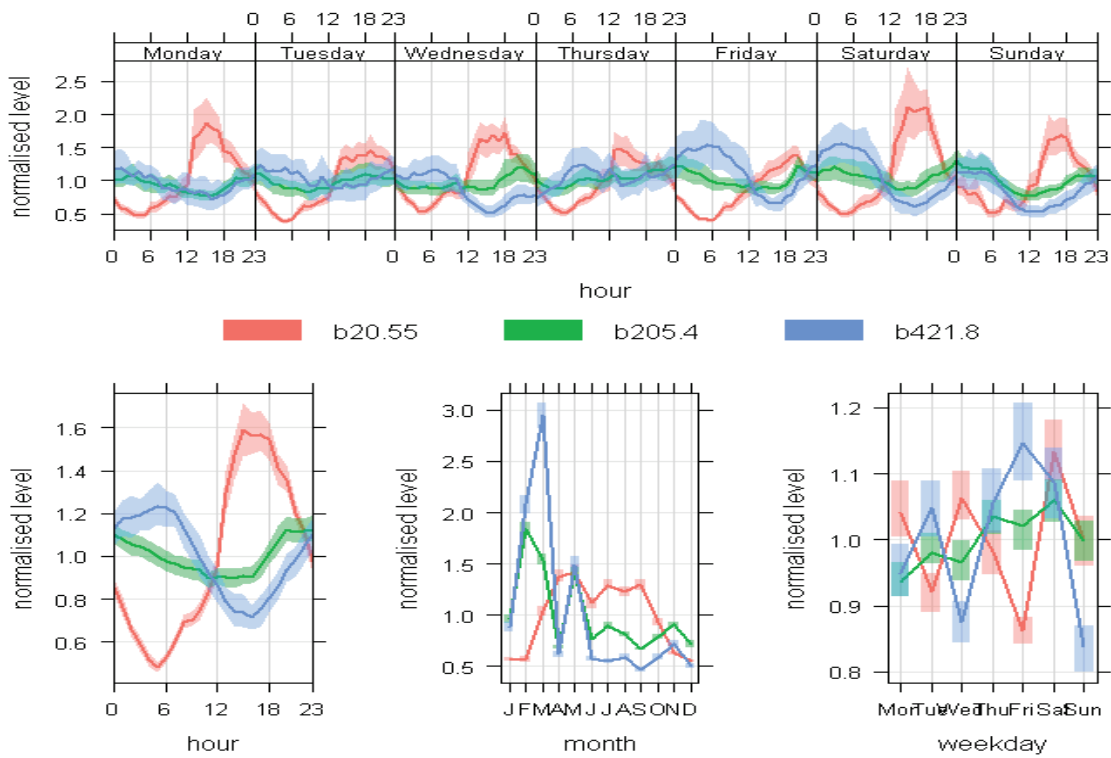 0 6 12 18 23 0 6 12 18 23 0 6 12 18 23
Monday Tuesday Wednesday Thursday Friday Saturday Sunday
normalised level
2.5
2.0
1.5
1.0
0.5
0 6 12 18 23 0 6 12 18 23 0 6 12 18 23 0 6 12 18 23
hour
b20.55 b205.4 b421.8
normalised level
1.6
1.4
1.2
1.0
0.8
0.6
0 6 12 18 23
hour
normalised level
3.0
2.5
2.0
1.5
1.0
0.5
J F M A M J J A S O N D
month
normalised level
1.2
1.1
1.0
0.9
0.8
Mon Tue Wed Thu Fri Sat Sun
weekday